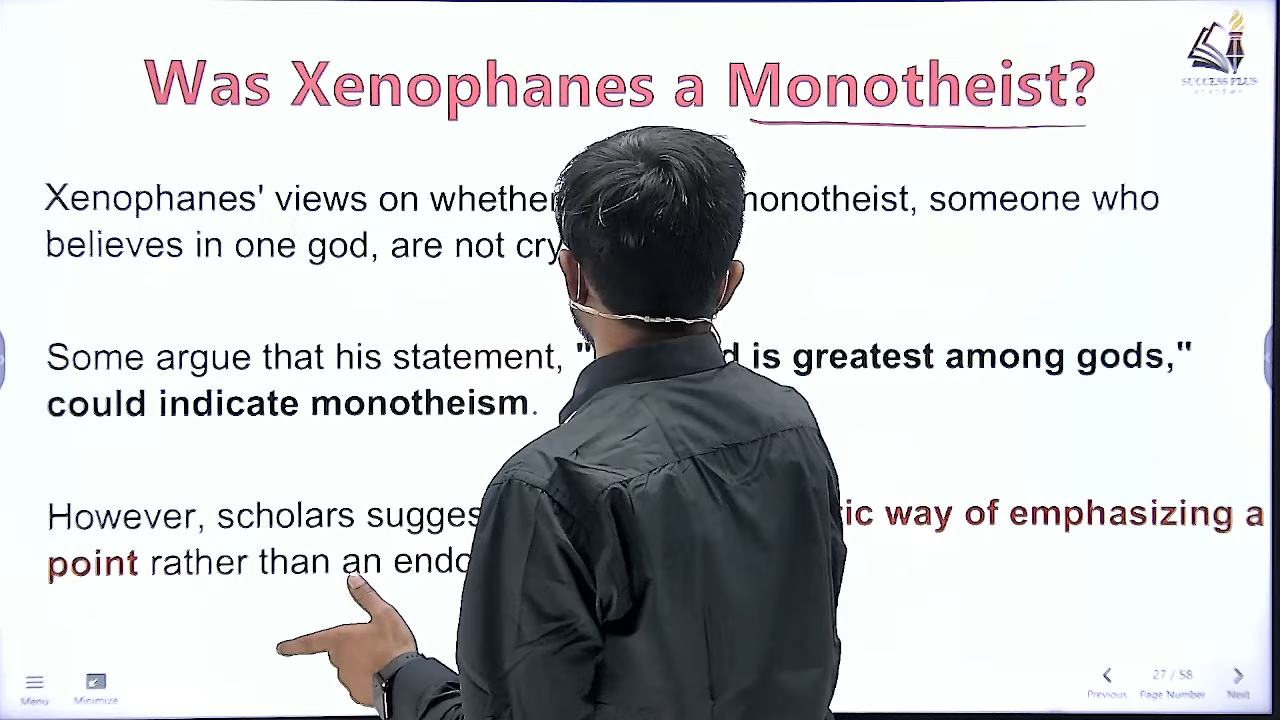 Was Xenophanes a Monotheist?
SUCCESS PLUS
ACADEMY
Xenophanes' views on whether monotheist, someone who
believes in one god, are not cry
Some argue that his statement, " d is greatest among gods,"
could indicate monotheism.
However, scholars sugges ic way of emphasizing a
point rather than an endo
Menu
Minimize
Previous
27 / 58
Page Number
Next